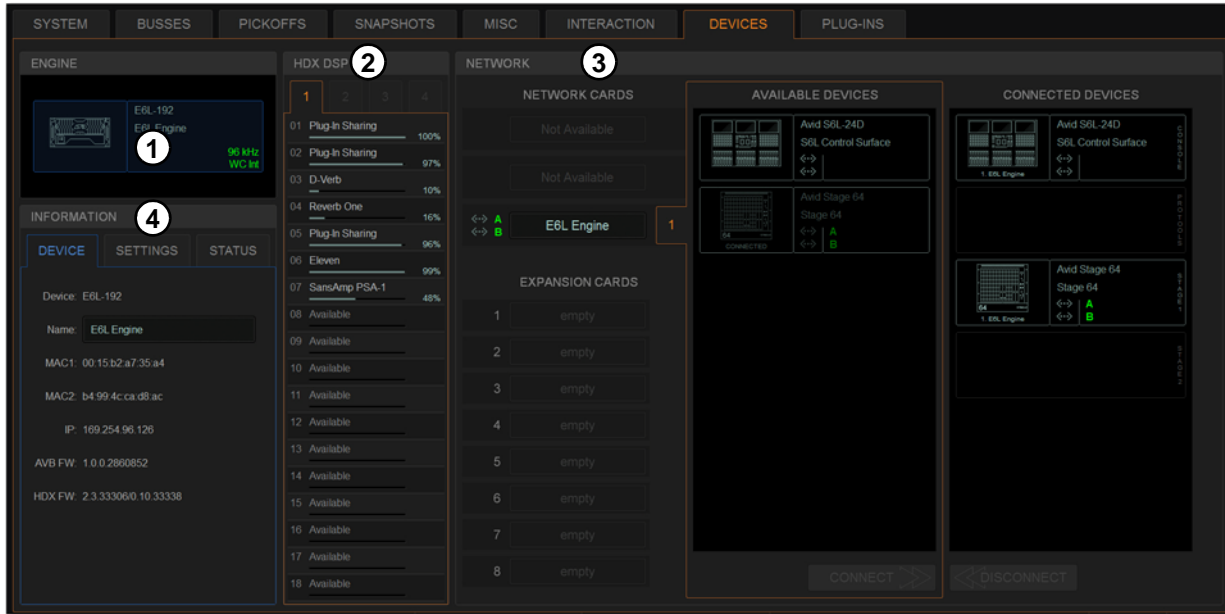 SYSTEM BUSSES PICKOFFS SNAPSHOTS MISC INTERACTION DEVICES PLUG-INS
ENGINE
E6L-192
E6L Engine
1
96 kHz
WC Int
INFORMATION 4
DEVICE SETTINGS STATUS
Device: E6L-192
Name: E6L Engine
MAC1: 00:15:b2:a7:35:a4
MAC2: b4:99:4c:ca:d8:ac
IP: 169.254.96.126
AVB FW: 1.0.0.2860852
HDX FW: 2.3.33306/0.10.33338
HDX DSP 2
1 2 3 4
01 Plug-In Sharing 100%
02 Plug-In Sharing 97%
03 D-Verb 10%
04 Reverb One 16%
05 Plug-In Sharing 96%
06 Eleven 99%
07 SansAmp PSA-1 48%
08 Available
09 Available
10 Available
11 Available
12 Available
13 Available
14 Available
15 Available
16 Available
17 Available
18 Available
NETWORK 3
NETWORK CARDS
Not Available
Not Available
A
B
E6L Engine
1
EXPANSION CARDS
1 empty
2 empty
3 empty
4 empty
5 empty
6 empty
7 empty
8 empty
AVAILABLE DEVICES
Avid S6L-24D
S6L Control Surface
Avid Stage 64
Stage 64
A
B
64
CONNECTED
CONNECT
CONNECTED DEVICES
Avid S6L-24D
S6L Control Surface
1. E6L Engine
CONSOLE
PROTOOLS
Avid Stage 64
Stage 64
A
B
64
1. E6L Engine
STAGE 1
STAGE 2
DISCONNECT